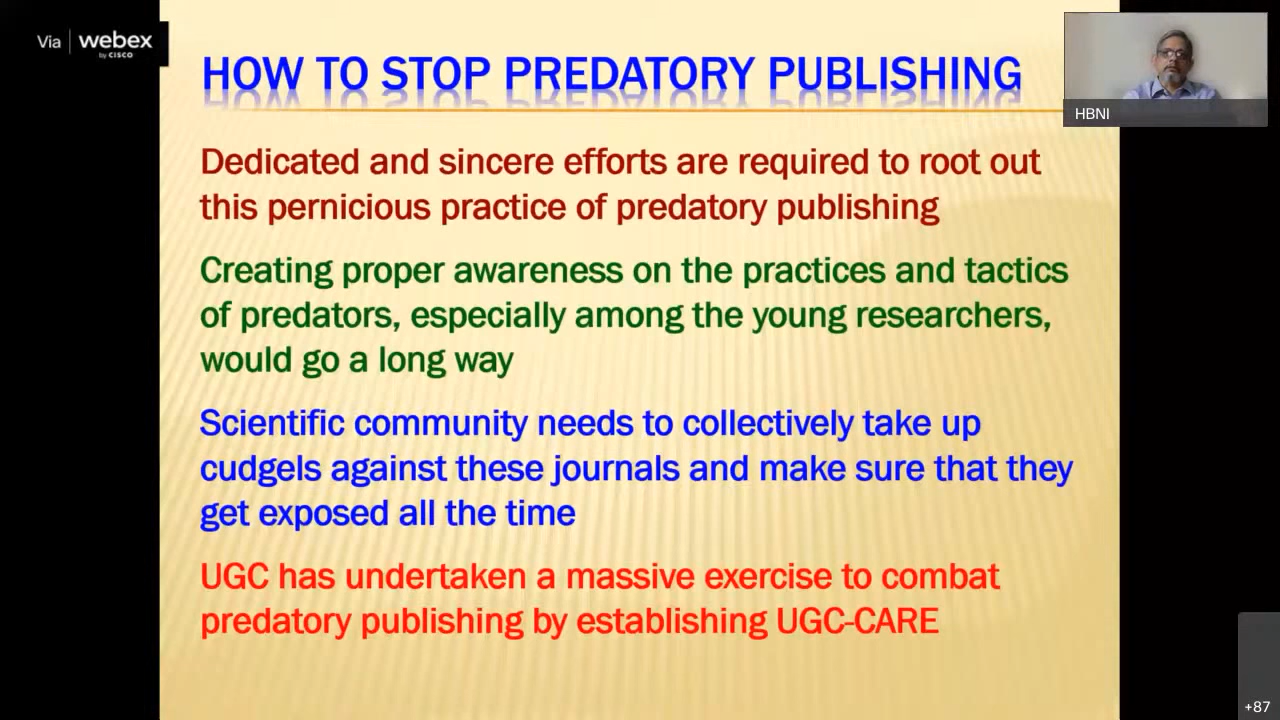 Via webex
by CISCO
HOW TO STOP PREDATORY PUBLISHING
HBNI
Dedicated and sincere efforts are required to root out
this pernicious practice of predatory publishing
Creating proper awareness on the practices and tactics
of predators, especially among the young researchers,
would go a long way
Scientific community needs to collectively take up
cudgels against these journals and make sure that they
get exposed all the time
UGC has undertaken a massive exercise to combat
predatory publishing by establishing UGC-CARE
+87